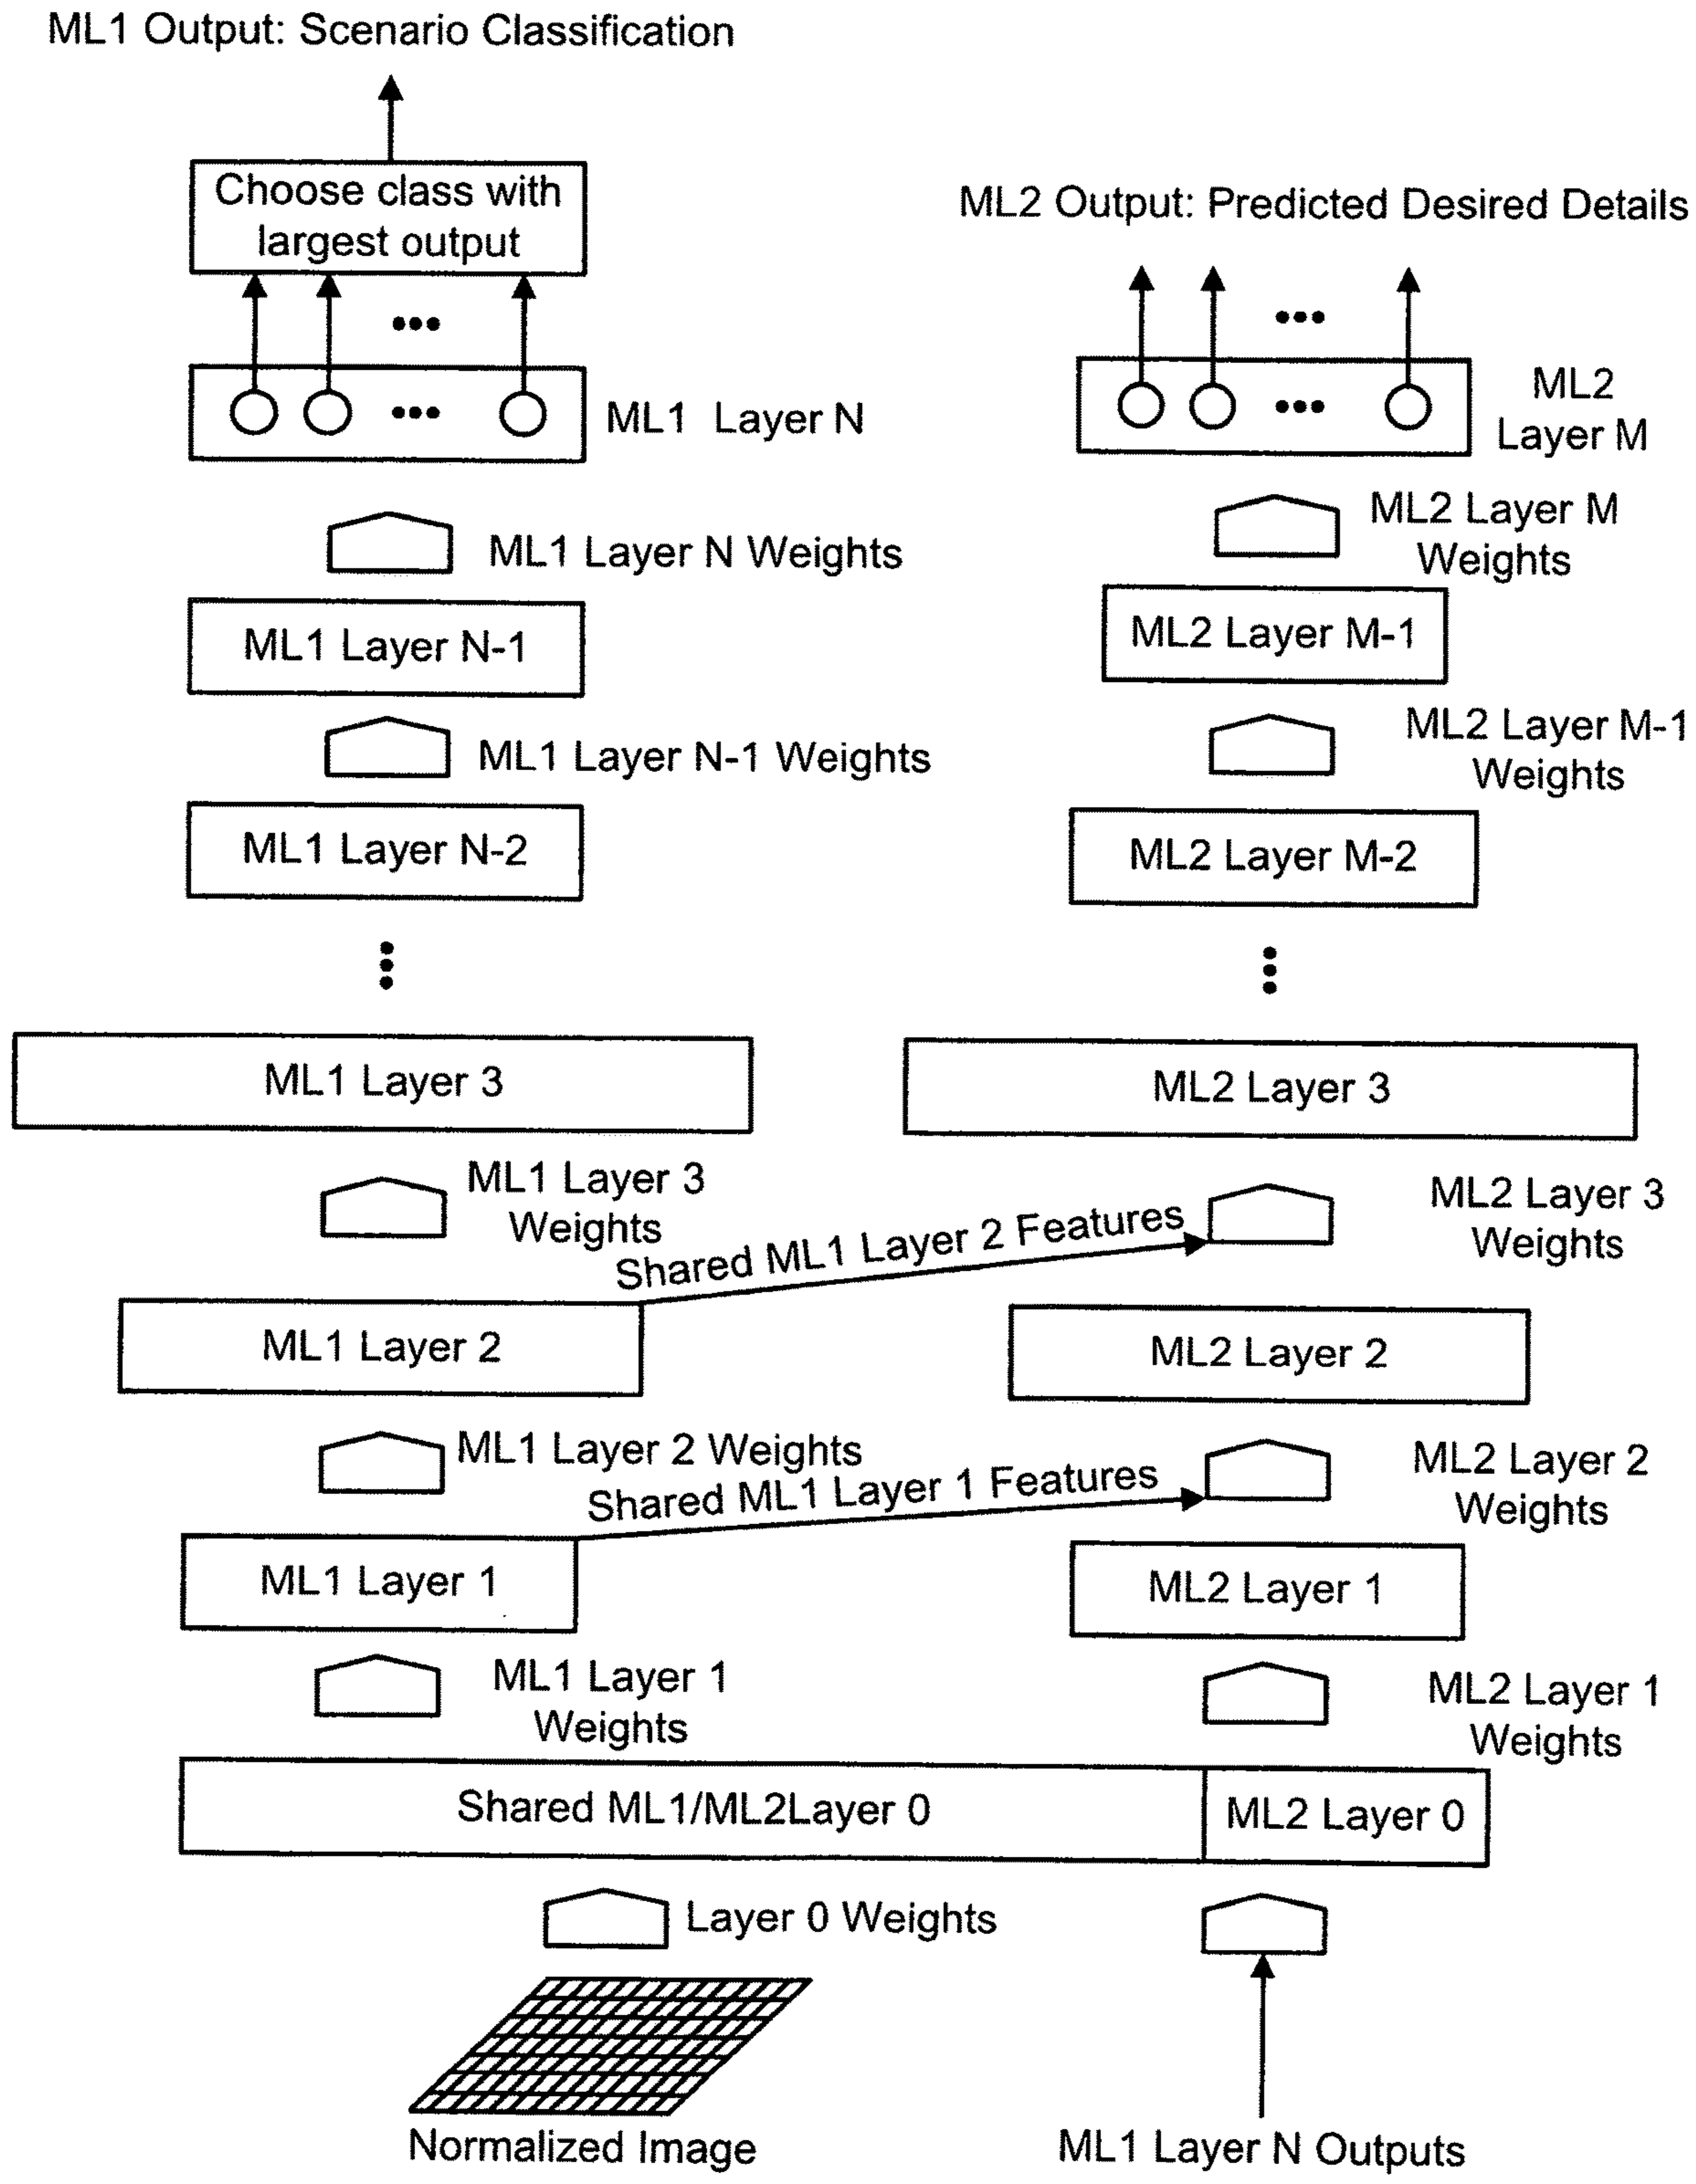 ML1 Output: Scenario Classification
Choose class with
largest output
ML2 Output: Predicted Desired Details
ML1 Layer N
ML2
Layer M
ML1 Layer N Weights
ML2 Layer M
Weights
ML1 Layer N-1
ML2 Layer M-1
ML1 Layer N-1 Weights
ML2 Layer M-1
Weights
ML1 Layer N-2
ML2 Layer M-2
ML1 Layer 3
ML2 Layer 3
ML1 Layer 3
Weights
ML2 Layer 3
Weights
Shared ML1 Layer 2 Features
ML1 Layer 2
ML2 Layer 2
ML1 Layer 2 Weights
ML2 Layer 2
Weights
Shared ML1 Layer 1 Features
ML1 Layer 1
ML2 Layer 1
ML1 Layer 1
Weights
ML2 Layer 1
Weights
Shared ML1/ML2Layer 0
ML2 Layer 0
Layer 0 Weights
Normalized Image
ML1 Layer N Outputs